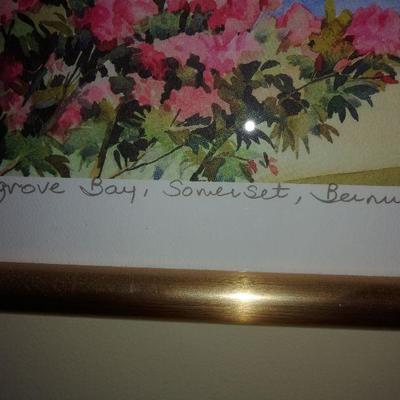 grove Bay, Somerset, Bermu